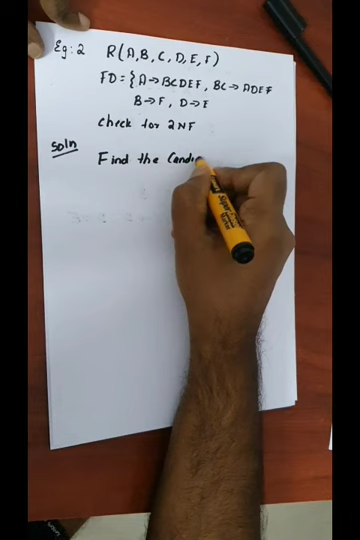 Eg: 2 R(A,B,C,D,E,F)
FD = { A → BCDEF, BC → ADEF
B → F, D → E
check for 2NF
Soln
Find the Candi